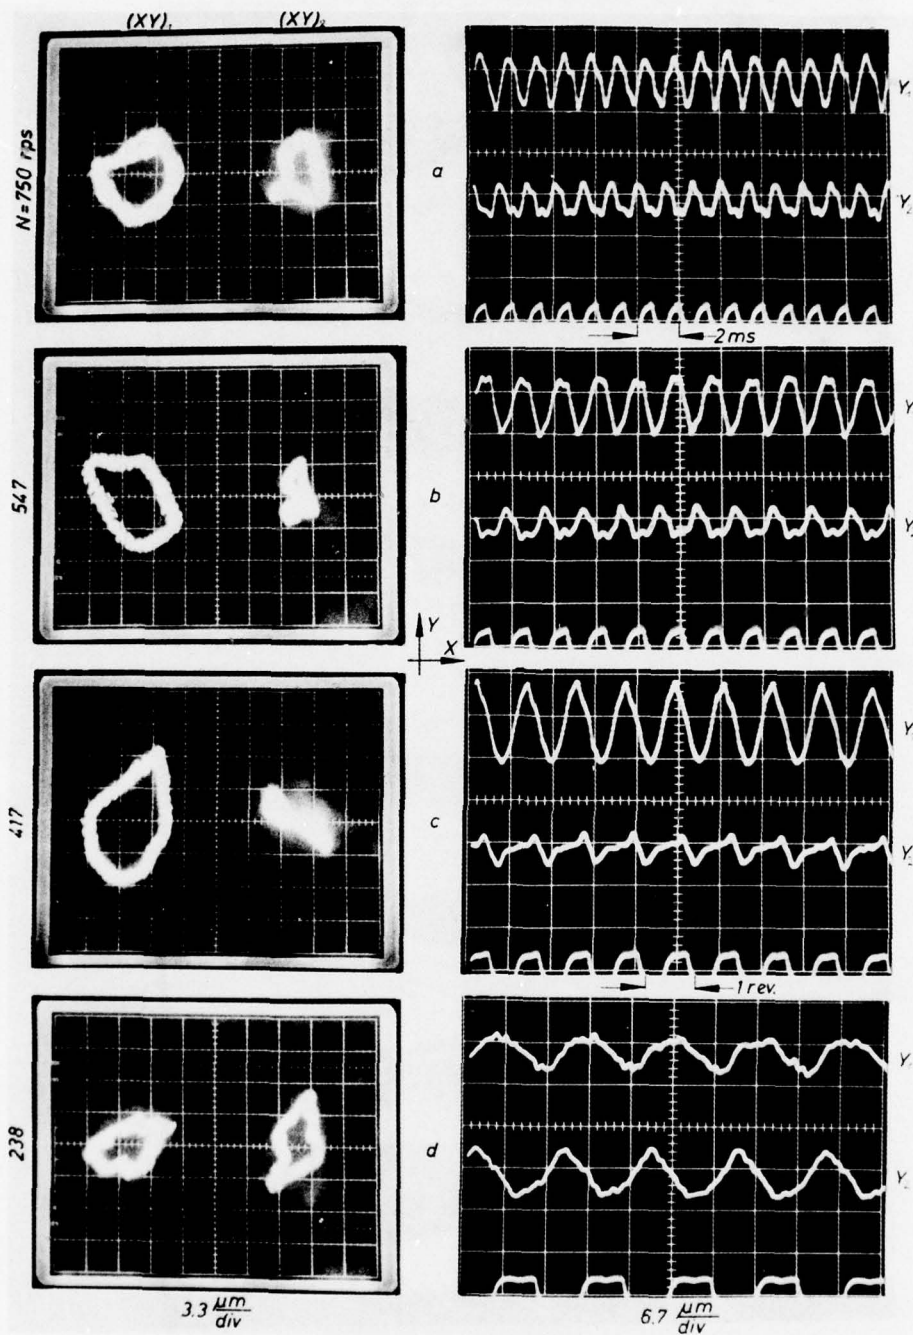 (XY)₁ (XY)₂
N=750 rps
a
Y₁
Y₂
2ms
547
b
Y
Y₂
Y
X
417
c
Y
Y₂
1 rev.
238
d
Y
Y
3.3 μm/div
6.7 μm/div